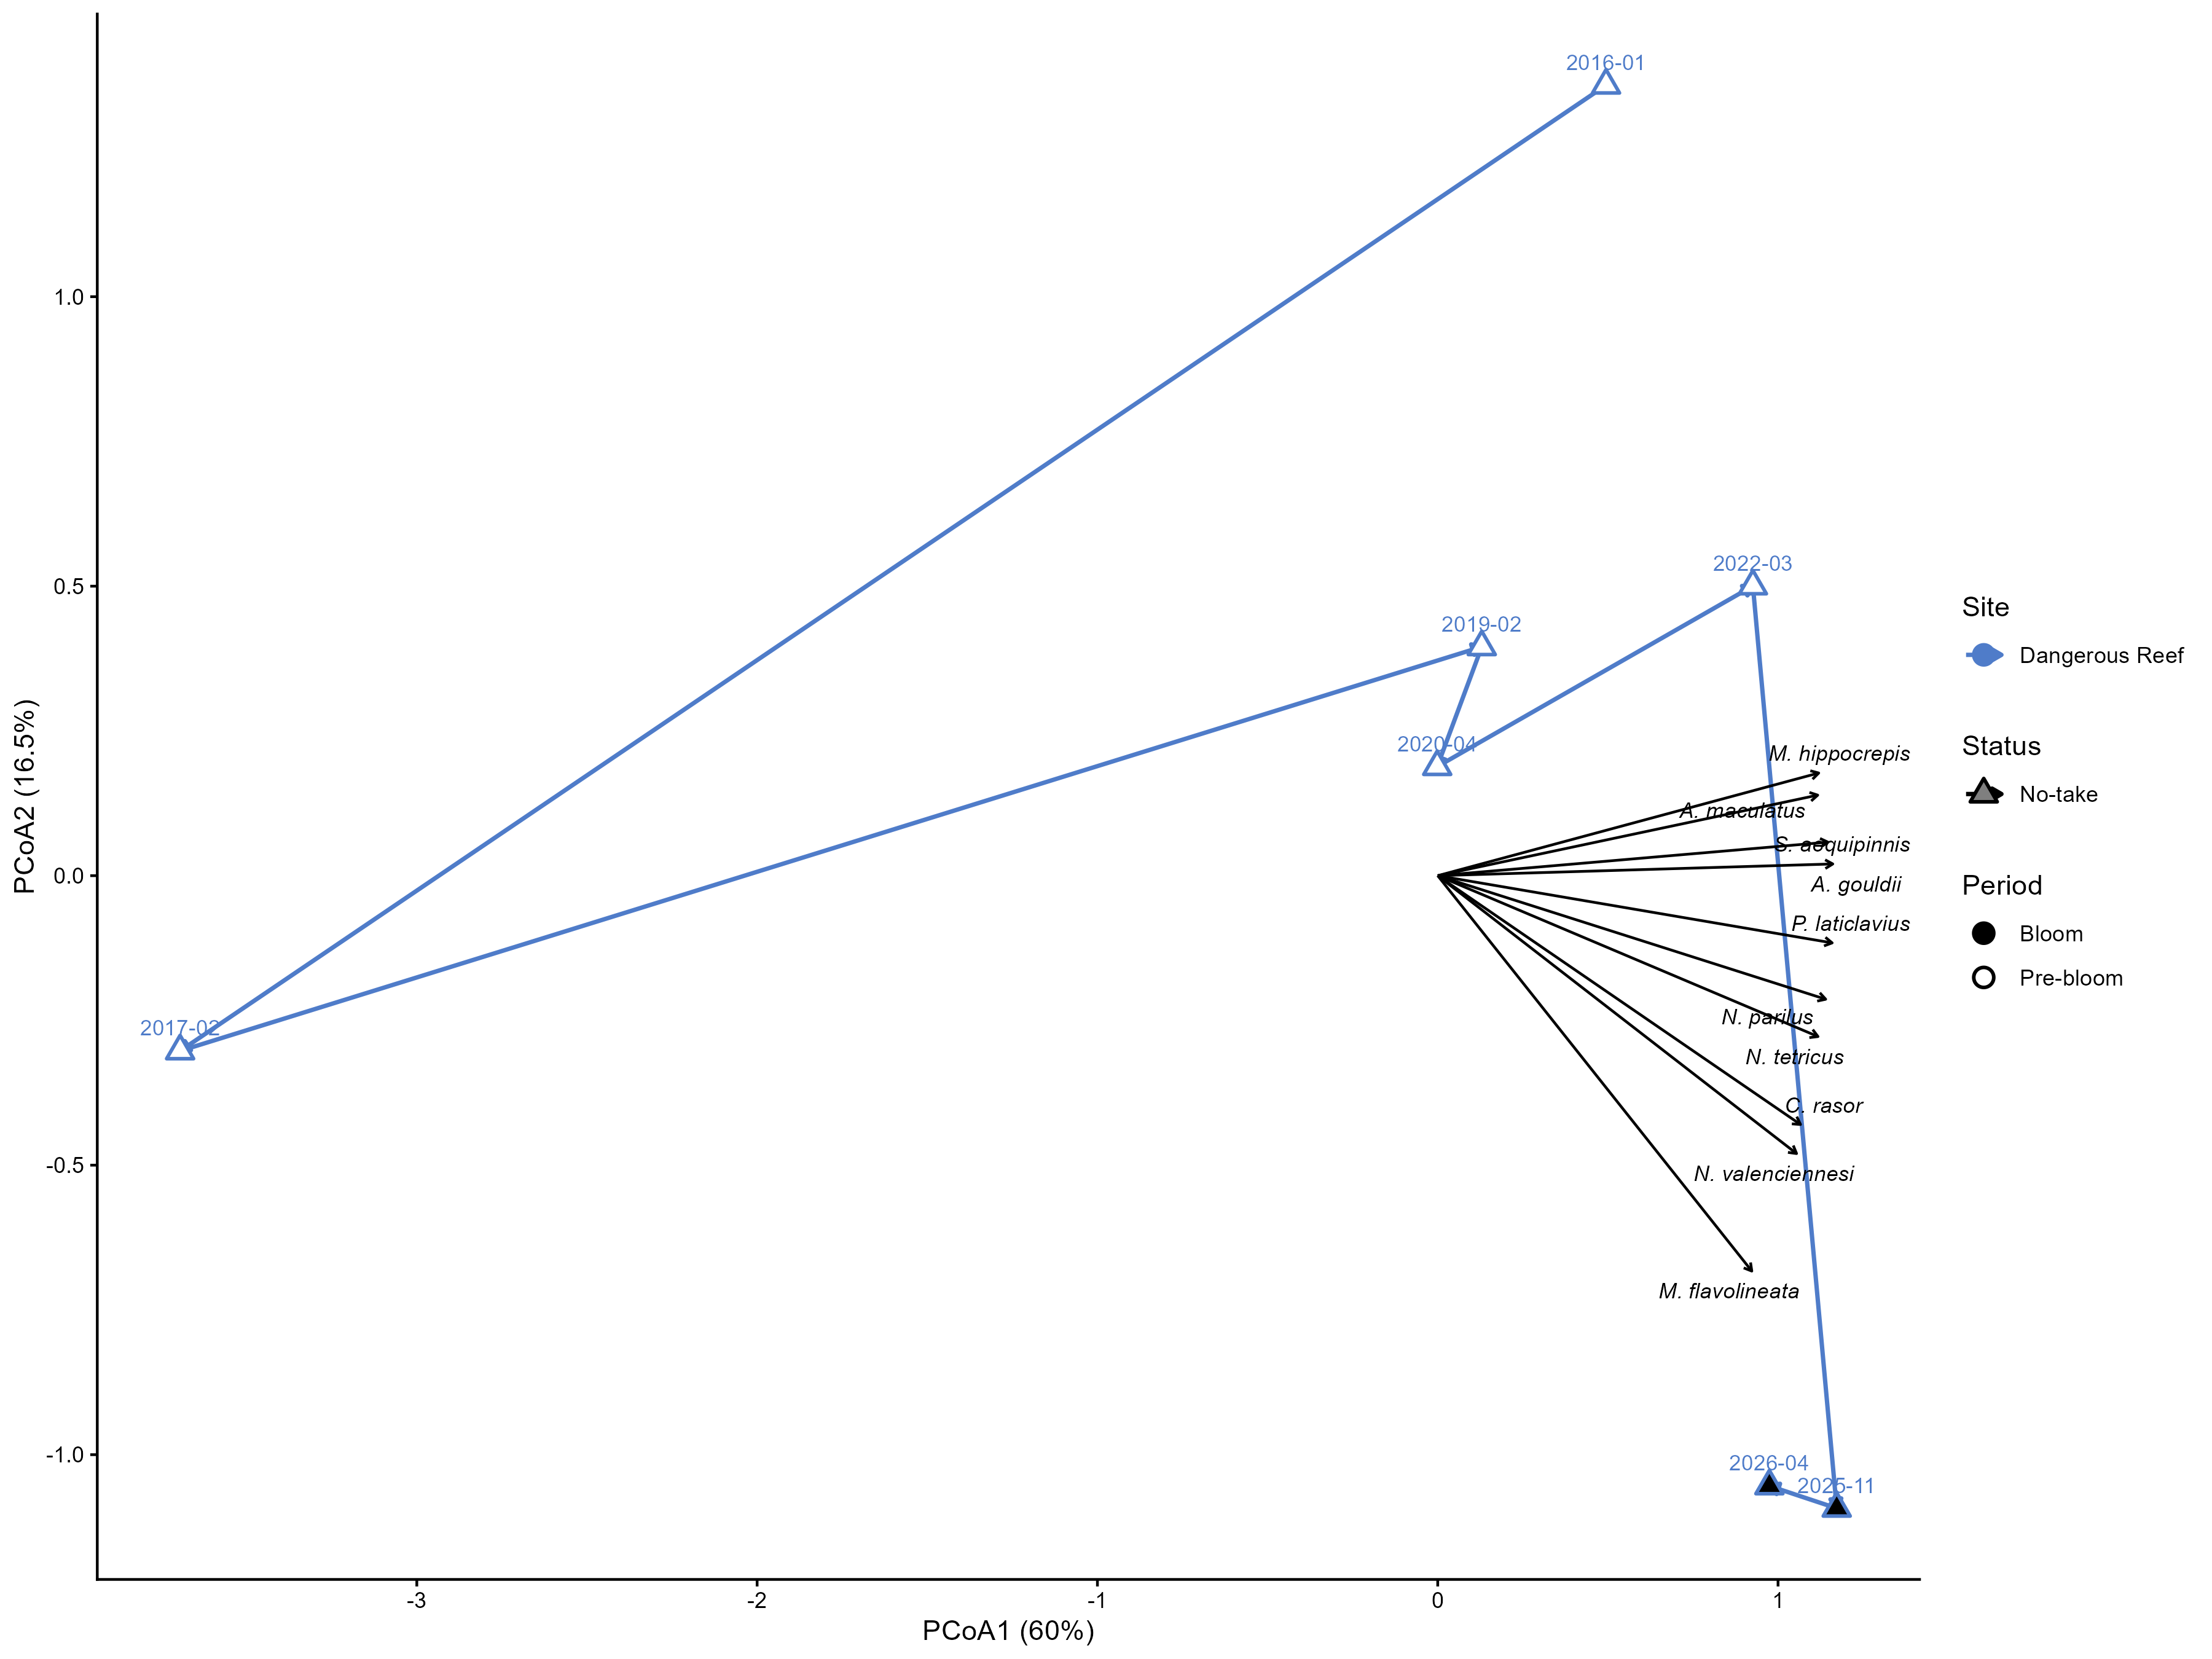 2016-01
1.0
2022-03
0.5
2019-02
Site
Dangerous Reef
2020-04
Status
M. hippocrepis
No-take
A. maculatus
S. aequipinnis
PCoA2 (16.5%)
0.0
A. gouldii
Period
P. laticlavius
Bloom
Pre-bloom
N. parilus
2017-02
N. tetricus
C. rasor
-0.5
N. valenciennesi
M. flavolineata
-1.0
2026-04
2025-11
-3
-2
-1
0
1
PCoA1 (60%)